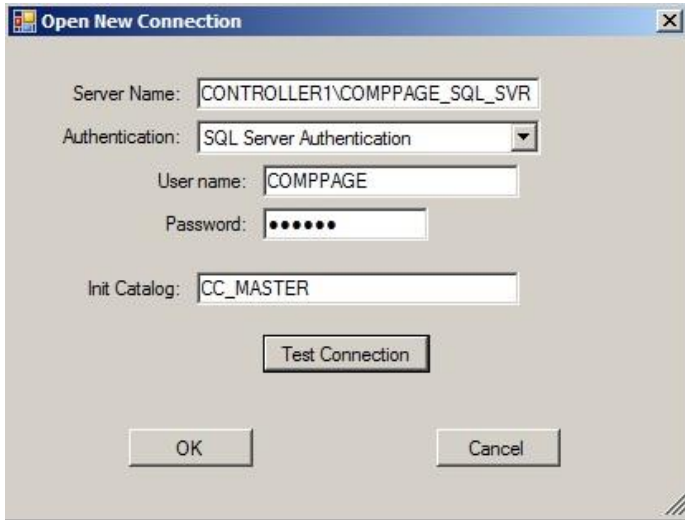 Open New Connection
Server Name: CONTROLLER1\COMPPAGE_SQL_SVR
Authentication: SQL Server Authentication
User name: COMPPAGE
Password: ●●●●●●
Init Catalog: CC_MASTER
Test Connection
OK Cancel